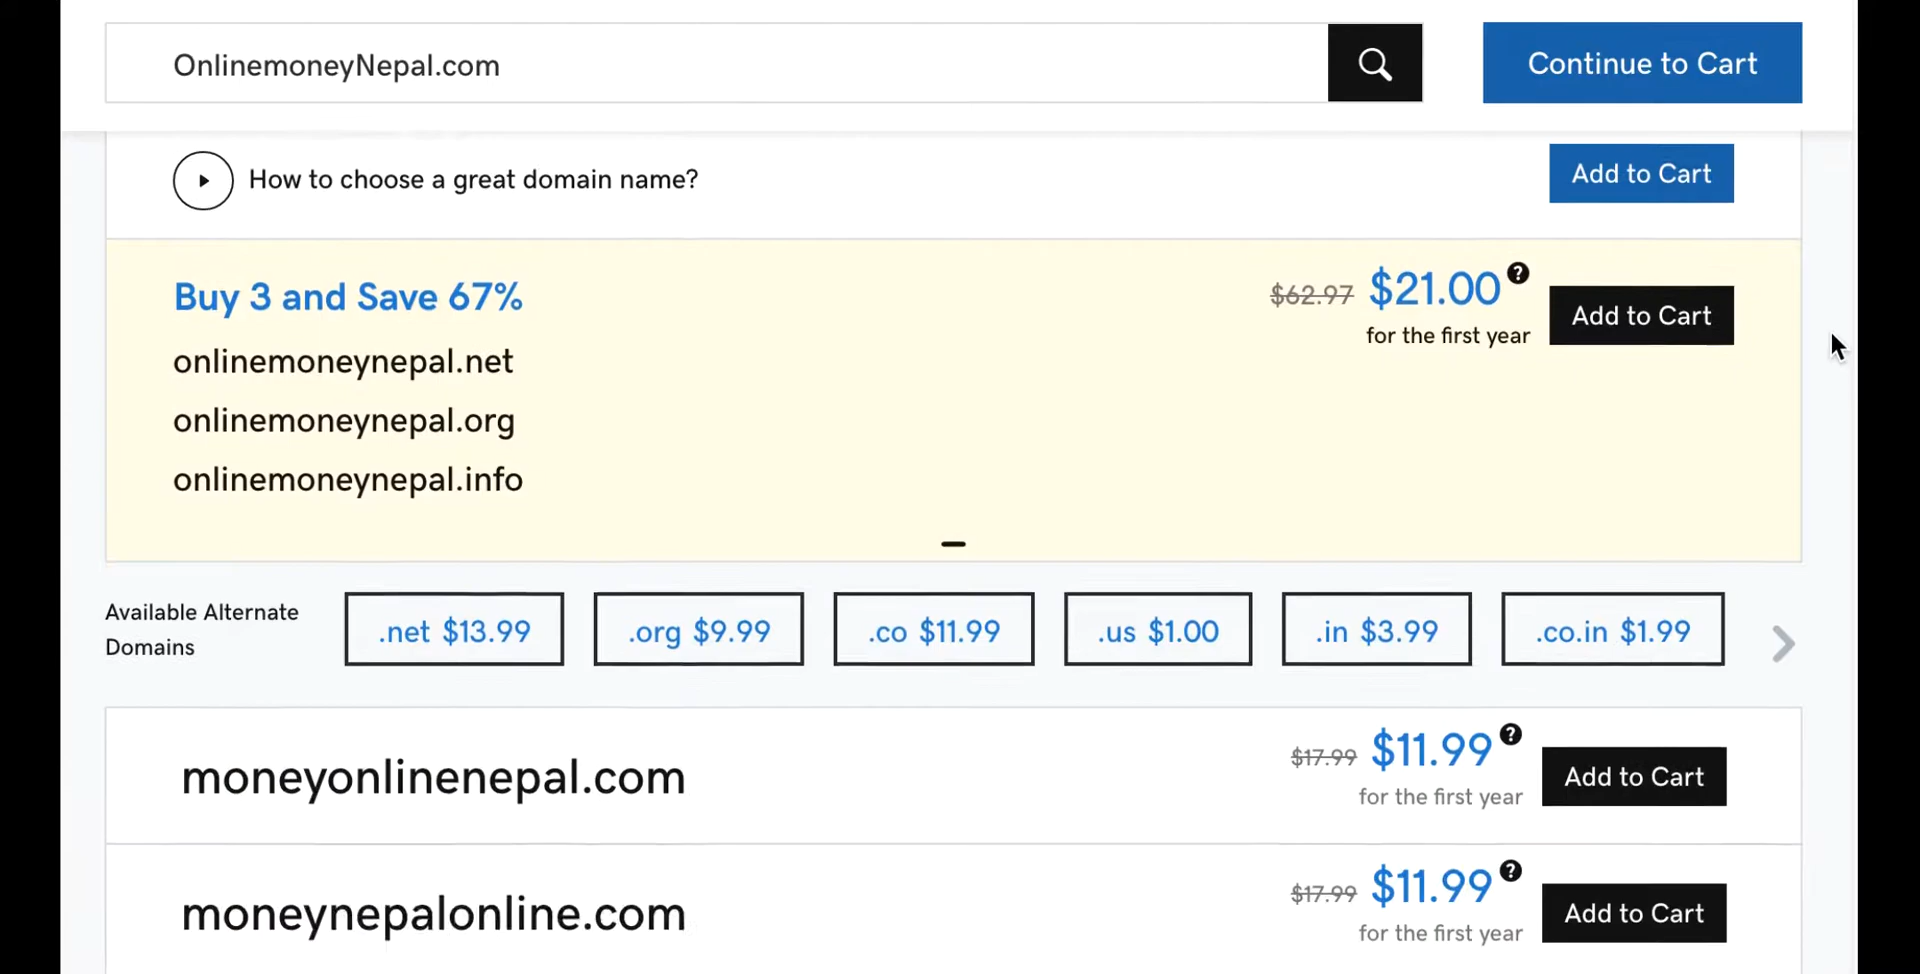 OnlinemoneyNepal.com
Continue to Cart
How to choose a great domain name?
Add to Cart
Buy 3 and Save 67%
$62.97 $21.00 ?
for the first year
Add to Cart
onlinemoneynepal.net
onlinemoneynepal.org
onlinemoneynepal.info
Available Alternate
Domains
.net $13.99
.org $9.99
.co $11.99
.us $1.00
.in $3.99
.co.in $1.99
moneyonlinenepal.com
$17.99 $11.99 ?
for the first year
Add to Cart
moneynepalonline.com
$17.99 $11.99 ?
for the first year
Add to Cart